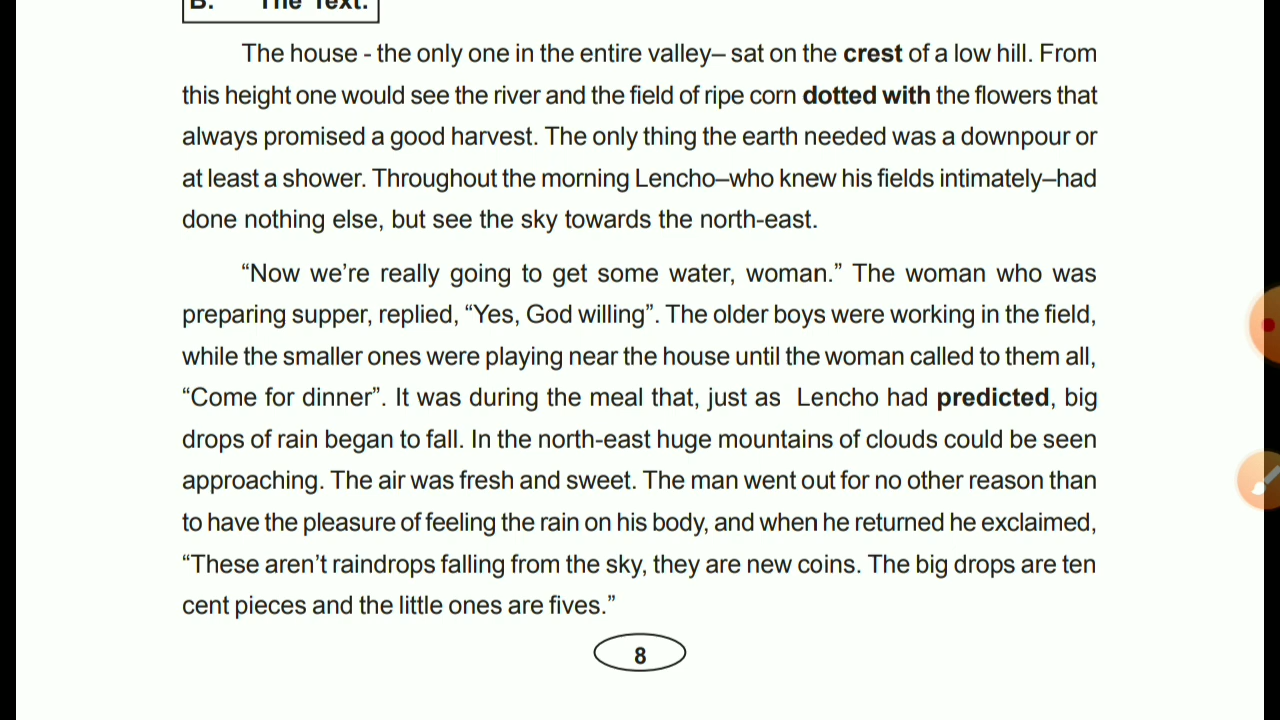 B. The Text:
The house - the only one in the entire valley– sat on the crest of a low hill. From
this height one would see the river and the field of ripe corn dotted with the flowers that
always promised a good harvest. The only thing the earth needed was a downpour or
at least a shower. Throughout the morning Lencho–who knew his fields intimately–had
done nothing else, but see the sky towards the north-east.
“Now we’re really going to get some water, woman.” The woman who was
preparing supper, replied, “Yes, God willing”. The older boys were working in the field,
while the smaller ones were playing near the house until the woman called to them all,
“Come for dinner”. It was during the meal that, just as Lencho had predicted, big
drops of rain began to fall. In the north-east huge mountains of clouds could be seen
approaching. The air was fresh and sweet. The man went out for no other reason than
to have the pleasure of feeling the rain on his body, and when he returned he exclaimed,
“These aren’t raindrops falling from the sky, they are new coins. The big drops are ten
cent pieces and the little ones are fives.”
8